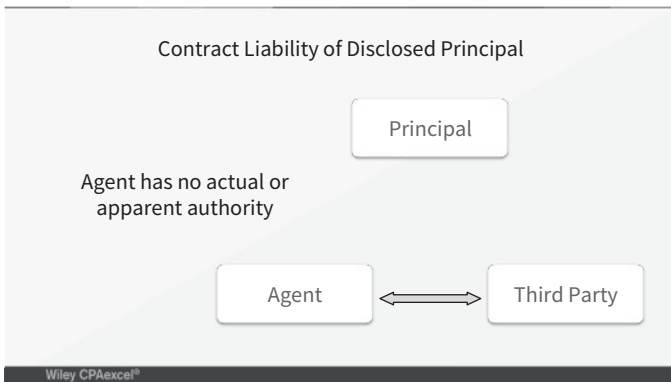 Contract Liability of Disclosed Principal
Principal
Agent has no actual or
apparent authority
Agent
Third Party
Wiley CPAexcel®